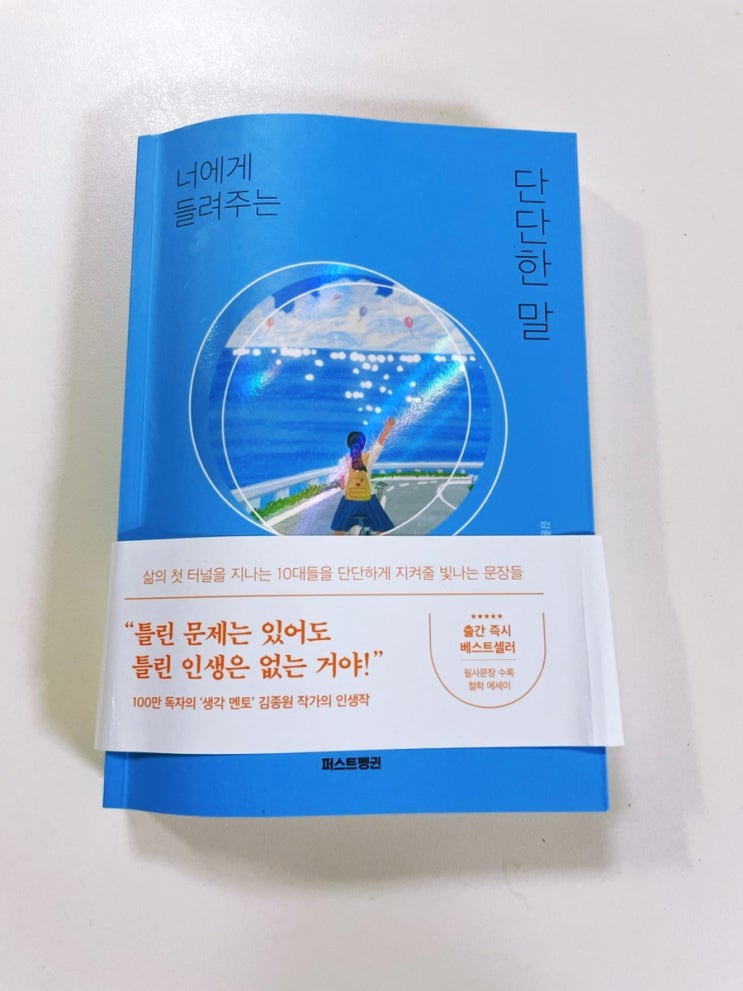 너에게
들려주는
단단한 말
삶의 첫 터널을 지나는 10대들을 단단하게 지켜줄 빛나는 문장들
“틀린 문제는 있어도
틀린 인생은 없는 거야!”
100만 독자의 '생각 멘토' 김종원 작가의 인생작
★★★★★
출간 즉시
베스트셀러
필사문장 수록
철학 에세이
퍼스트펭귄